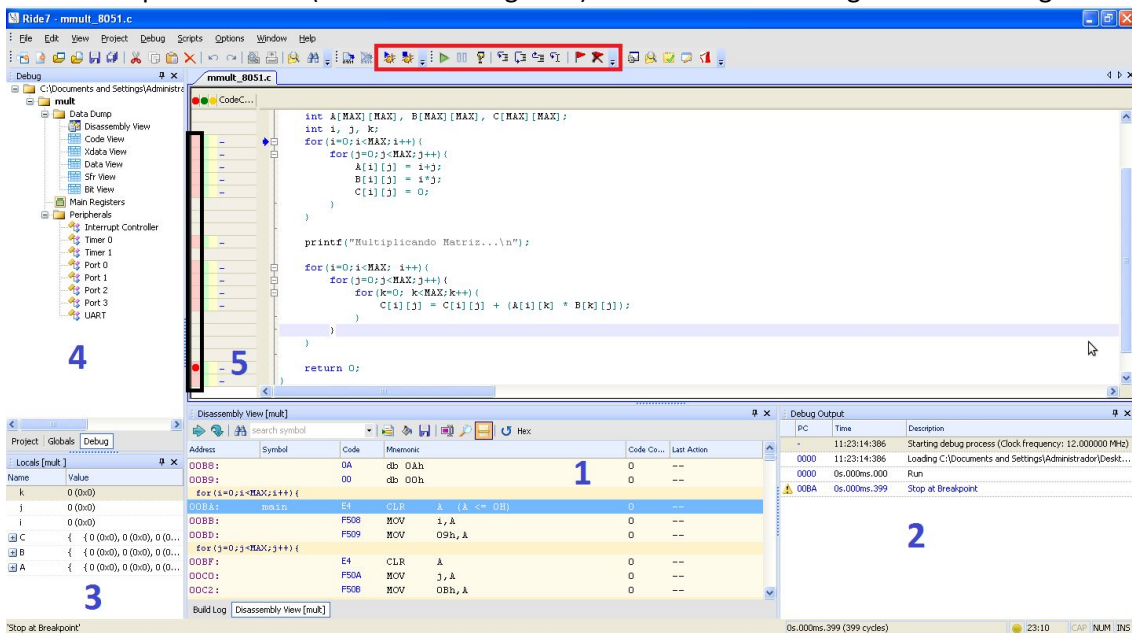 Ride7 - mmult_8051.c
File Edit View Project Debug Scripts Options Window Help
Debug
C:\Documents and Settings\Administra
mult
Data Dump
Disassembly View
Code View
Xdata View
Data View
Sfr View
Bit View
Main Registers
Peripherals
Interrupt Controller
Timer 0
Timer 1
Port 0
Port 1
Port 2
Port 3
UART
4
Project Globals Debug
mmult_8051.c
CodeC...
int A[MAX][MAX], B[MAX][MAX], C[MAX][MAX];
int i, j, k;
for(i=0;i<MAX;i++){
for(j=0;j<MAX;j++){
A[i][j] = i+j;
B[i][j] = i*j;
C[i][j] = 0;
}
}
printf("Multiplicando Matriz...\n");
for(i=0;i<MAX; i++){
for(j=0;j<MAX;j++){
for(k=0; k<MAX;k++){
C[i][j] = C[i][j] + (A[i][k] * B[k][j]);
}
}
}
return 0;
}
5
Locals [mult ]
Name Value
k 0 (0x0)
j 0 (0x0)
i 0 (0x0)
C { { 0 (0x0), 0 (0x0), 0 (0...
B { { 0 (0x0), 0 (0x0), 0 (0...
A { { 0 (0x0), 0 (0x0), 0 (0...
3
Disassembly View [mult]
search symbol Hex
Address Symbol Code Mnemonic Code Co... Last Action
00B8: 0A db 0Ah 0 --
00B9: 00 db 00h 0 --
for(i=0;i<MAX;i++){
00BA: main E4 CLR A (A <= 0H) 0 --
00BB: F508 MOV i,A 0 --
00BD: F509 MOV 09h,A 0 --
for(j=0;j<MAX;j++){
00BF: E4 CLR A 0 --
00C0: F50A MOV j,A 0 --
00C2: F50B MOV 0Bh,A 0 --
1
Build Log Disassembly View [mult]
Debug Output
PC Time Description
- 11:23:14:386 Starting debug process (Clock frequency: 12.000000 MHz)
0000 11:23:14:386 Loading C:\Documents and Settings\Administrador\Deskt...
0000 0s.000ms.000 Run
00BA 0s.000ms.399 Stop at Breakpoint
2
'Stop at Breakpoint' 0s.000ms.399 (399 cycles) 23:10 CAP NUM INS